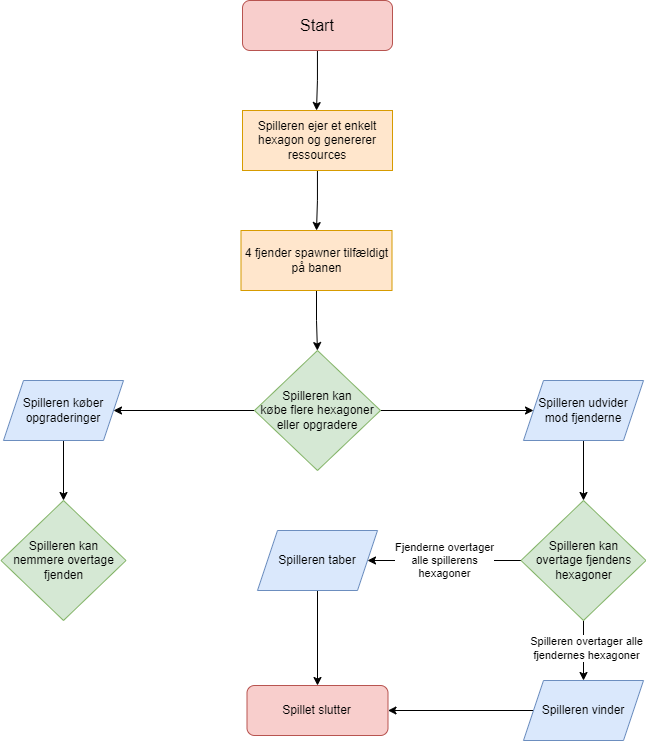 Start
Spilleren ejer et enkelt
hexagon og genererer
ressources
4 fjender spawner tilfældigt
på banen
Spilleren kan
købe flere hexagoner
eller opgradere
Spilleren køber
opgraderinger
Spilleren udvider
mod fjenderne
Spilleren kan
nemmere overtage
fjenden
Spilleren taber
Fjenderne overtager
alle spillerens
hexagoner
Spilleren kan
overtage fjendens
hexagoner
Spilleren overtager alle
fjendernes hexagoner
Spillet slutter
Spilleren vinder